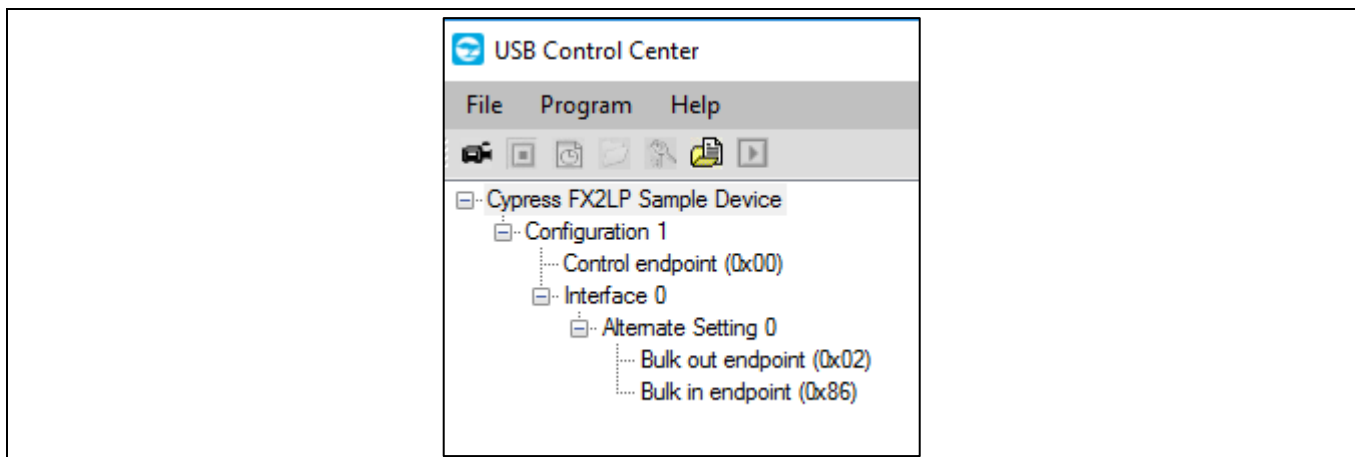 USB Control Center
File Program Help
Cypress FX2LP Sample Device
Configuration 1
Control endpoint (0x00)
Interface 0
Alternate Setting 0
Bulk out endpoint (0x02)
Bulk in endpoint (0x86)